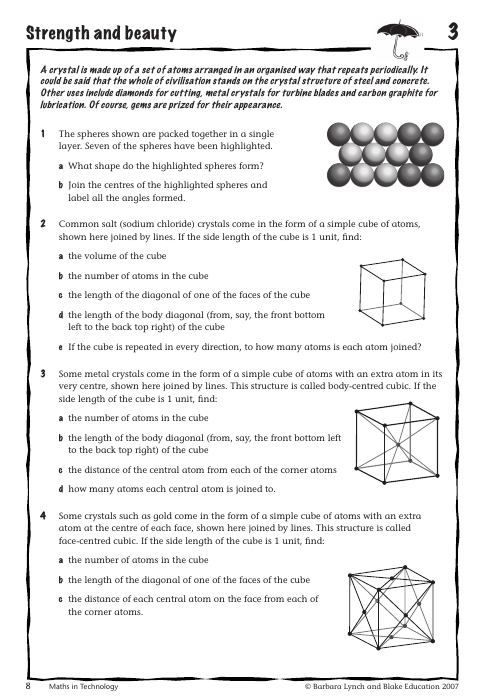 Strength and beauty
3
A crystal is made up of a set of atoms arranged in an organised way that repeats periodically. It
could be said that the whole of civilisation stands on the crystal structure of steel and concrete.
Other uses include diamonds for cutting, metal crystals for turbine blades and carbon graphite for
lubrication. Of course, gems are prized for their appearance.
1 The spheres shown are packed together in a single
layer. Seven of the spheres have been highlighted.
a What shape do the highlighted spheres form?
b Join the centres of the highlighted spheres and
label all the angles formed.
2 Common salt (sodium chloride) crystals come in the form of a simple cube of atoms,
shown here joined by lines. If the side length of the cube is 1 unit, find:
a the volume of the cube
b the number of atoms in the cube
c the length of the diagonal of one of the faces of the cube
d the length of the body diagonal (from, say, the front bottom
left to the back top right) of the cube
e If the cube is repeated in every direction, to how many atoms is each atom joined?
3 Some metal crystals come in the form of a simple cube of atoms with an extra atom in its
very centre, shown here joined by lines. This structure is called body-centred cubic. If the
side length of the cube is 1 unit, find:
a the number of atoms in the cube
b the length of the body diagonal (from, say, the front bottom left
to the back top right) of the cube
c the distance of the central atom from each of the corner atoms
d how many atoms each central atom is joined to.
4 Some crystals such as gold come in the form of a simple cube of atoms with an extra
atom at the centre of each face, shown here joined by lines. This structure is called
face-centred cubic. If the side length of the cube is 1 unit, find:
a the number of atoms in the cube
b the length of the diagonal of one of the faces of the cube
c the distance of each central atom on the face from each of
the corner atoms.
8 Maths in Technology
© Barbara Lynch and Blake Education 2007